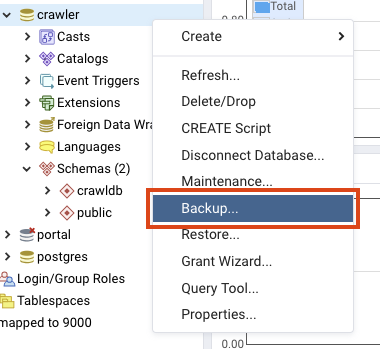 crawler
Casts
Catalogs
Event Triggers
Extensions
Foreign Data Wra
Languages
Schemas (2)
crawldb
public
portal
postgres
Login/Group Roles
Tablespaces
mapped to 9000
Create
Refresh...
Delete/Drop
CREATE Script
Disconnect Database...
Maintenance...
Backup...
Restore...
Grant Wizard...
Query Tool...
Properties...
0.00
Total
0.00